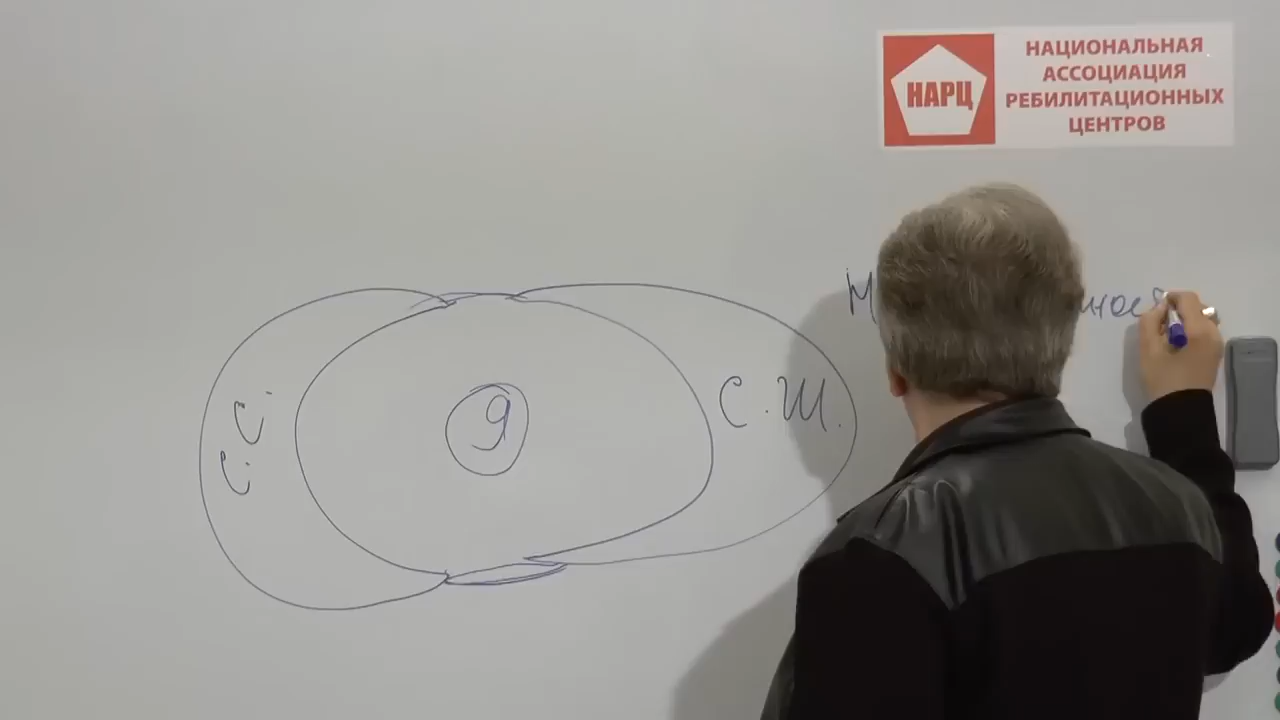 НАЦИОНАЛЬНАЯ
АССОЦИАЦИЯ
РЕБИЛИТАЦИОННЫХ
ЦЕНТРОВ
НАРЦ
С. С.
Я
С. Ш.